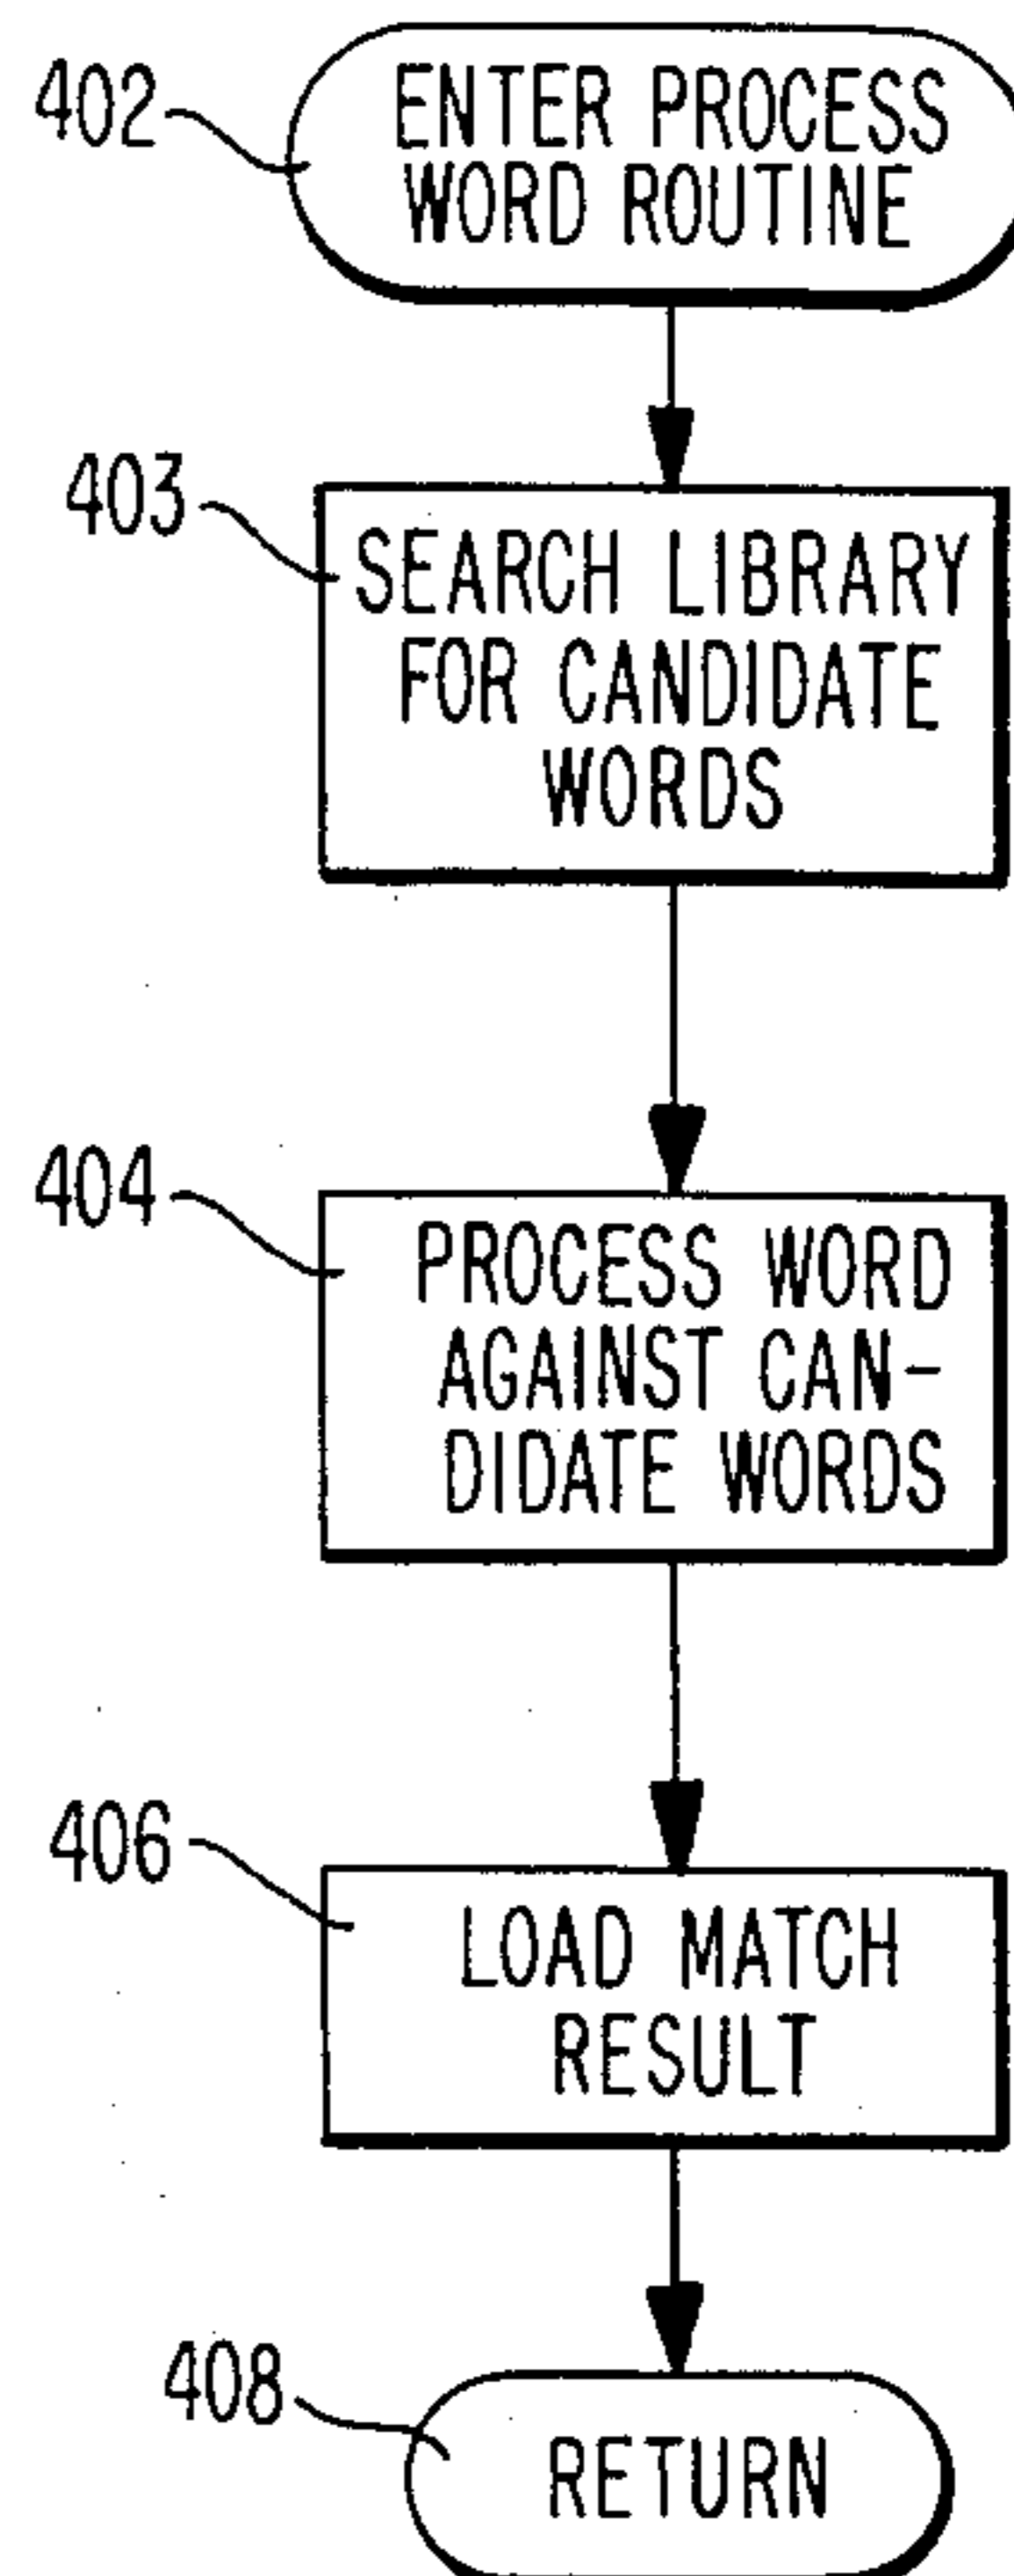 402
ENTER PROCESS
WORD ROUTINE
403
SEARCH LIBRARY
FOR CANDIDATE
WORDS
404
PROCESS WORD
AGAINST CAN-
DIDATE WORDS
406
LOAD MATCH
RESULT
408
RETURN